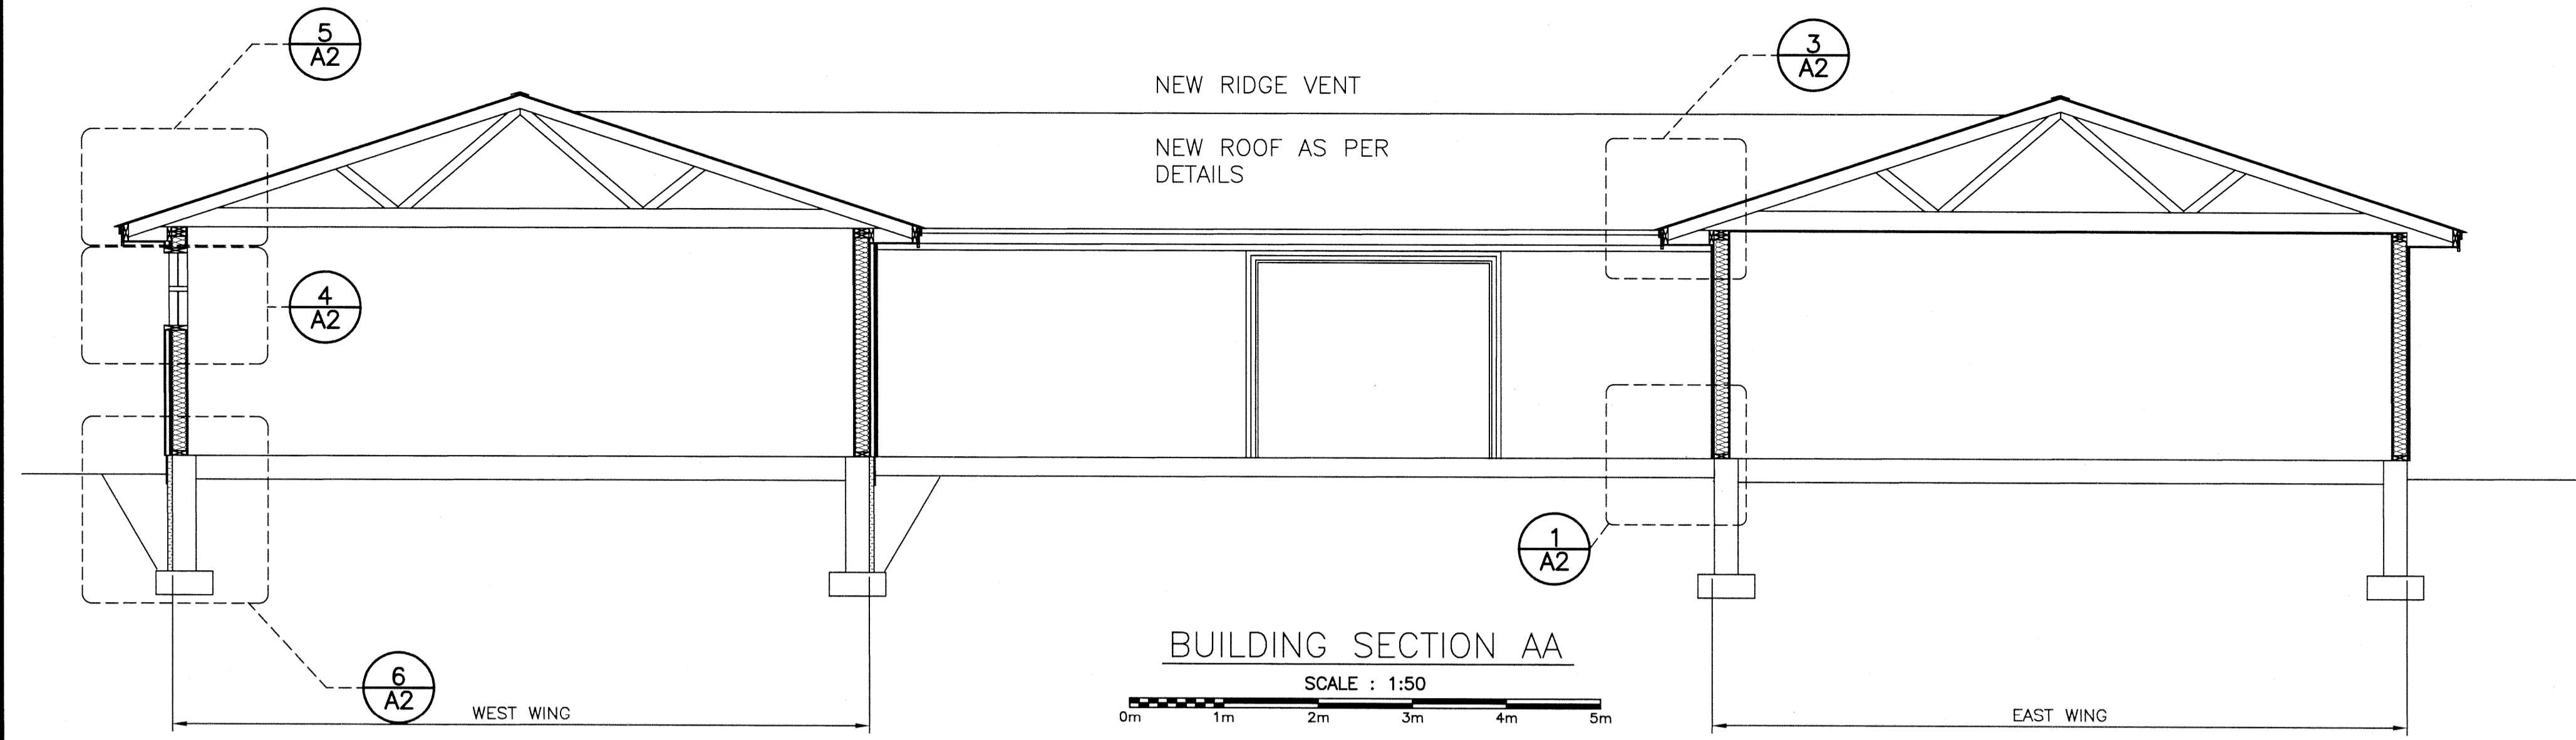 5
A2
3
A2
NEW RIDGE VENT
NEW ROOF AS PER
DETAILS
4
A2
1
A2
6
A2
BUILDING SECTION AA
SCALE : 1:50
0m 1m 2m 3m 4m 5m
WEST WING
EAST WING